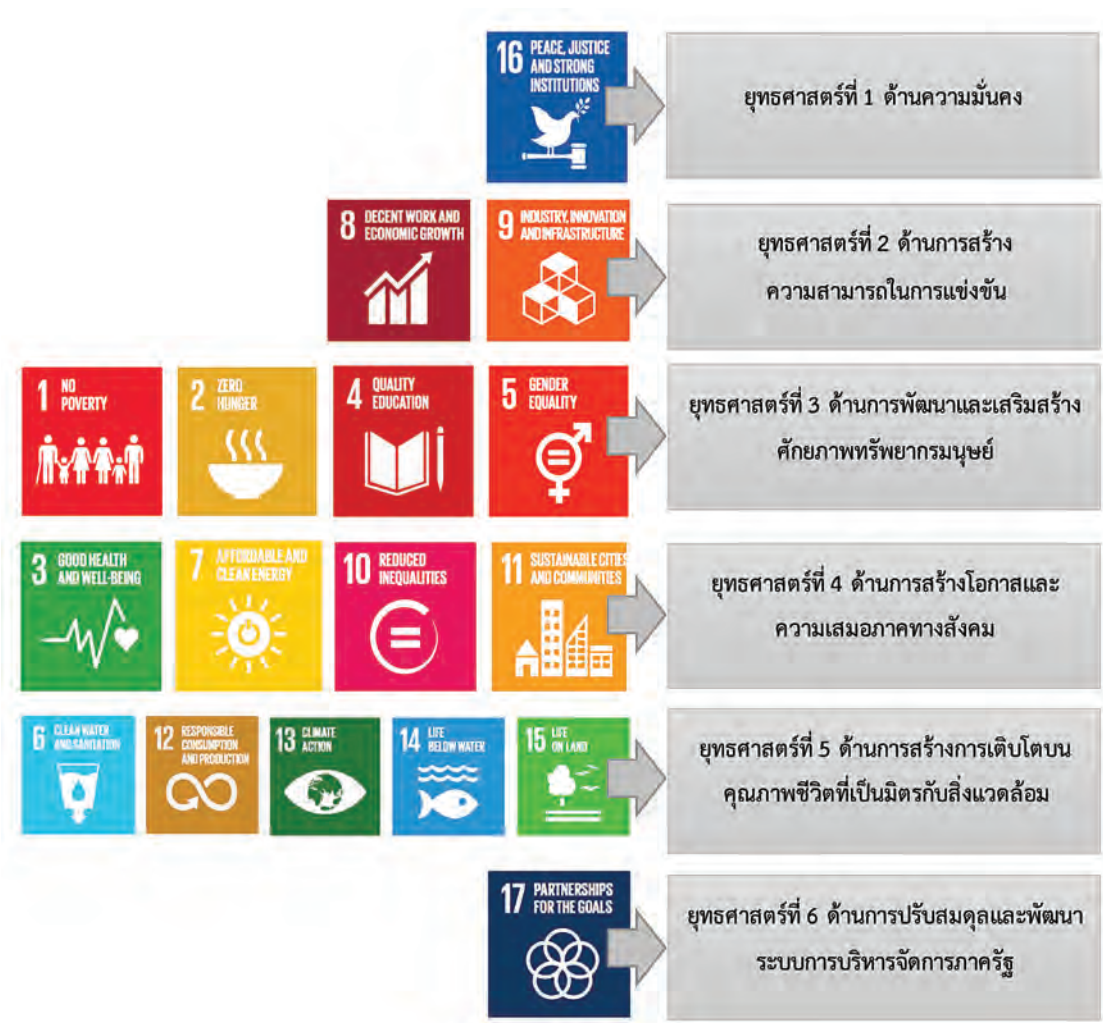 16 PEACE, JUSTICE
AND STRONG
INSTITUTIONS
ยุทธศาสตร์ที่ 1 ด้านความมั่นคง
8 DECENT WORK AND
ECONOMIC GROWTH
9 INDUSTRY, INNOVATION
AND INFRASTRUCTURE
ยุทธศาสตร์ที่ 2 ด้านการสร้าง
ความสามารถในการแข่งขัน
1 NO
POVERTY
2 ZERO
HUNGER
4 QUALITY
EDUCATION
5 GENDER
EQUALITY
ยุทธศาสตร์ที่ 3 ด้านการพัฒนาและเสริมสร้าง
ศักยภาพทรัพยากรมนุษย์
3 GOOD HEALTH
AND WELL-BEING
7 AFFORDABLE AND
CLEAN ENERGY
10 REDUCED
INEQUALITIES
11 SUSTAINABLE CITIES
AND COMMUNITIES
ยุทธศาสตร์ที่ 4 ด้านการสร้างโอกาสและ
ความเสมอภาคทางสังคม
6 CLEAN WATER
AND SANITATION
12 RESPONSIBLE
CONSUMPTION
AND PRODUCTION
13 CLIMATE
ACTION
14 LIFE
BELOW WATER
15 LIFE
ON LAND
ยุทธศาสตร์ที่ 5 ด้านการสร้างการเติบโตบน
คุณภาพชีวิตที่เป็นมิตรกับสิ่งแวดล้อม
17 PARTNERSHIPS
FOR THE GOALS
ยุทธศาสตร์ที่ 6 ด้านการปรับสมดุลและพัฒนา
ระบบการบริหารจัดการภาครัฐ